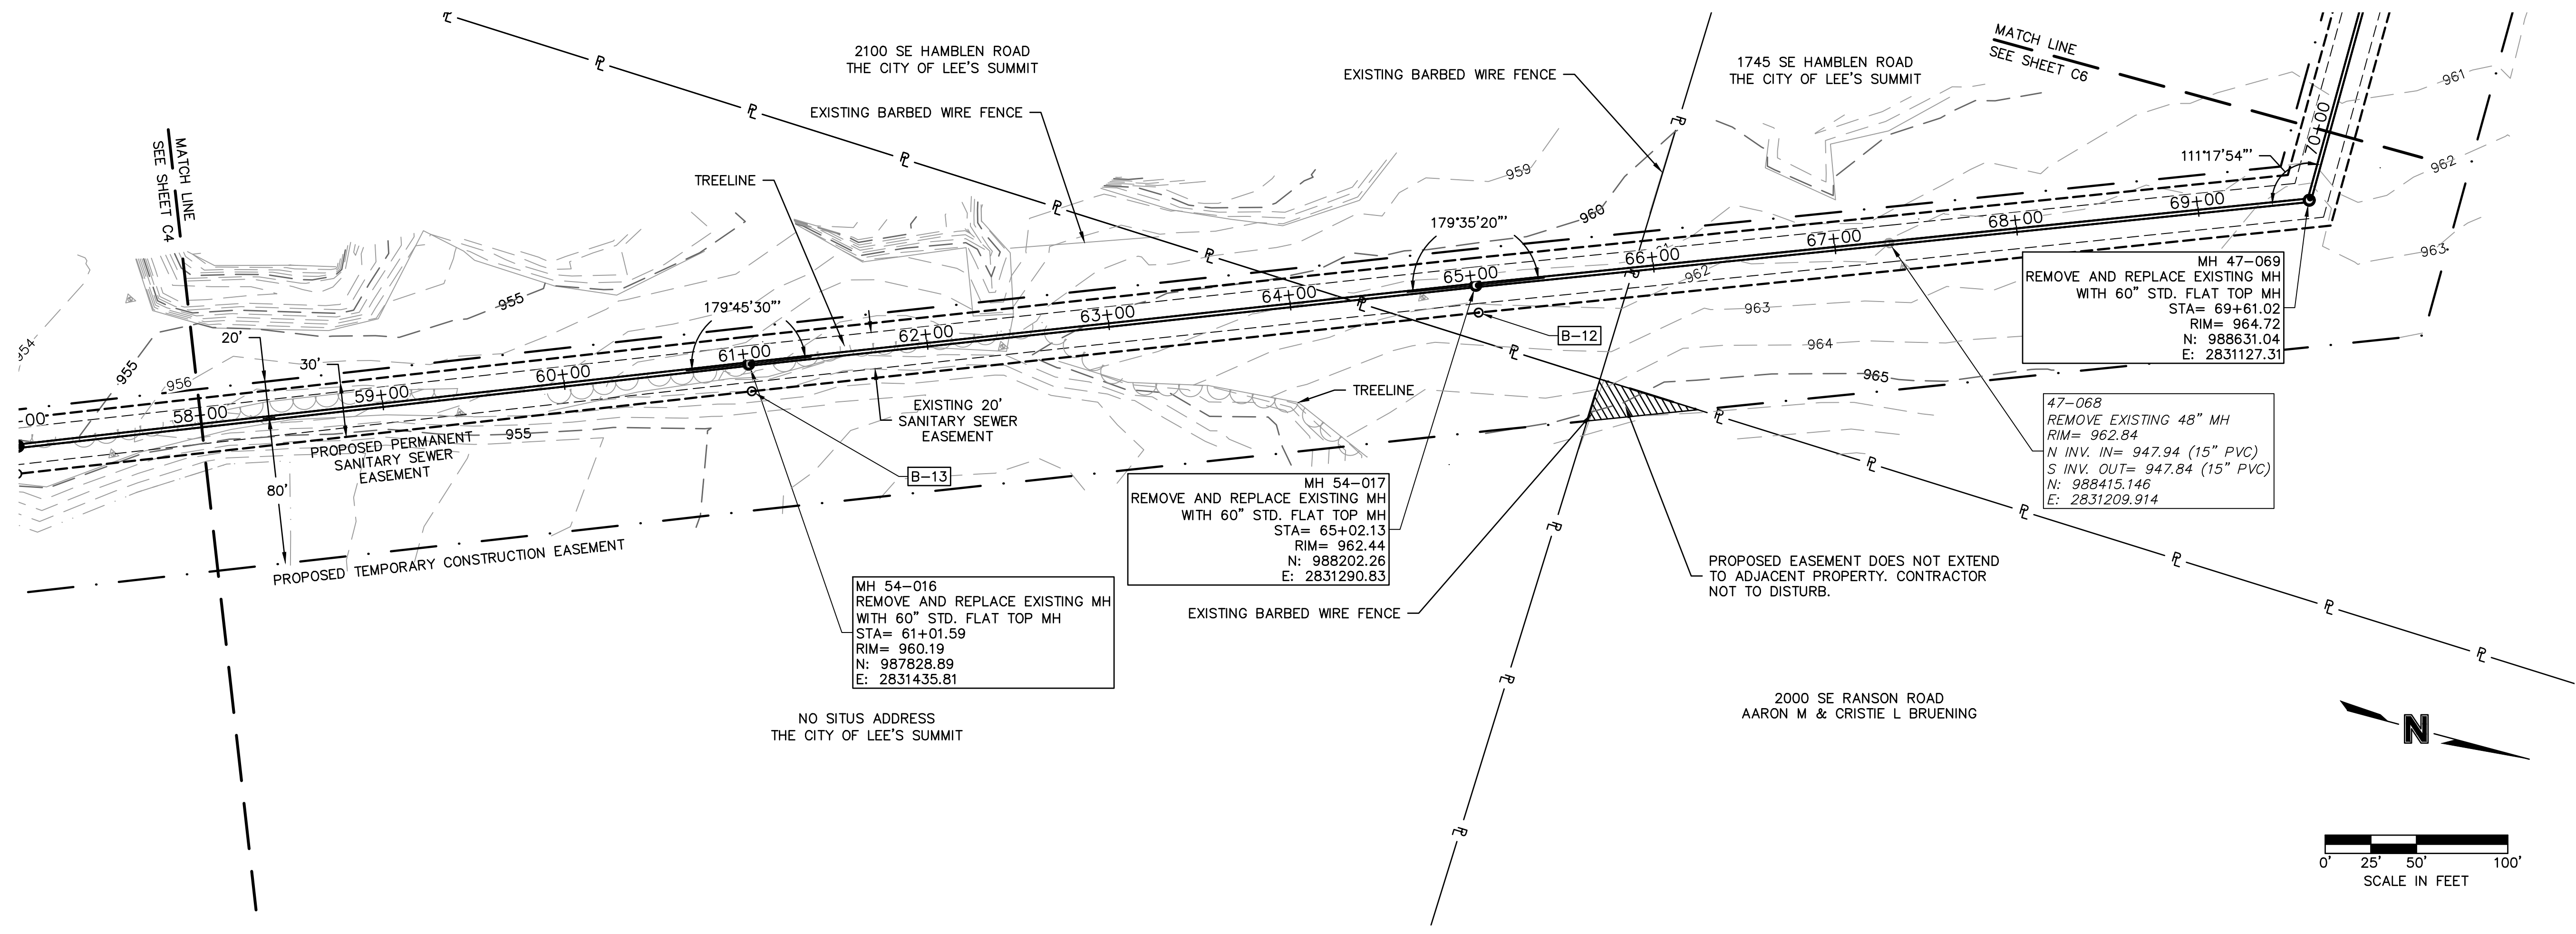 2100 SE HAMBLEN ROAD
THE CITY OF LEE'S SUMMIT
EXISTING BARBED WIRE FENCE
EXISTING BARBED WIRE FENCE
1745 SE HAMBLEN ROAD
THE CITY OF LEE'S SUMMIT
MATCH LINE
SEE SHEET C6
961
962
963
111°17'54"'
70+00
MATCH LINE
SEE SHEET C4
TREELINE
959
960
179°35'20"'
179°45'30"'
954
955
956
955
20'
30'
80'
-00
58+00
59+00
60+00
61+00
62+00
63+00
64+00
65+00
66+00
67+00
68+00
69+00
962
963
964
965
955
PROPOSED PERMANENT
SANITARY SEWER
EASEMENT
EXISTING 20'
SANITARY SEWER
EASEMENT
B-13
B-12
TREELINE
PROPOSED TEMPORARY CONSTRUCTION EASEMENT
MH 54-016
REMOVE AND REPLACE EXISTING MH
WITH 60" STD. FLAT TOP MH
STA= 61+01.59
RIM= 960.19
N: 987828.89
E: 2831435.81
MH 54-017
REMOVE AND REPLACE EXISTING MH
WITH 60" STD. FLAT TOP MH
STA= 65+02.13
RIM= 962.44
N: 988202.26
E: 2831290.83
MH 47-069
REMOVE AND REPLACE EXISTING MH
WITH 60" STD. FLAT TOP MH
STA= 69+61.02
RIM= 964.72
N: 988631.04
E: 2831127.31
47-068
REMOVE EXISTING 48" MH
RIM= 962.84
N INV. IN= 947.94 (15" PVC)
S INV. OUT= 947.84 (15" PVC)
N: 988415.146
E: 2831209.914
EXISTING BARBED WIRE FENCE
PROPOSED EASEMENT DOES NOT EXTEND
TO ADJACENT PROPERTY. CONTRACTOR
NOT TO DISTURB.
NO SITUS ADDRESS
THE CITY OF LEE'S SUMMIT
2000 SE RANSON ROAD
AARON M & CRISTIE L BRUENING
N
0' 25' 50' 100'
SCALE IN FEET